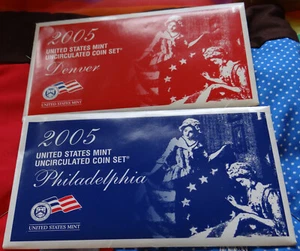 2005
UNITED STATES MINT
UNCIRCULATED COIN SET®
Denver
UNITED STATES MINT
2005
UNITED STATES MINT
UNCIRCULATED COIN SET®
Philadelphia
UNITED STATES MINT